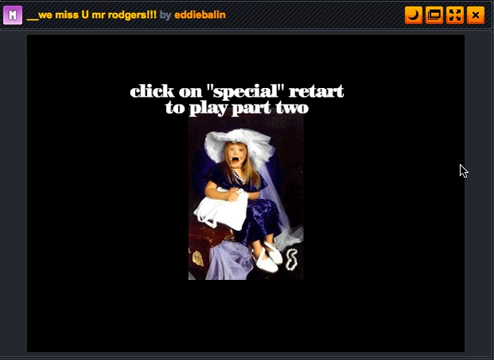 __we miss U mr rodgers!!! by eddiebalin
click on "special" retart
to play part two